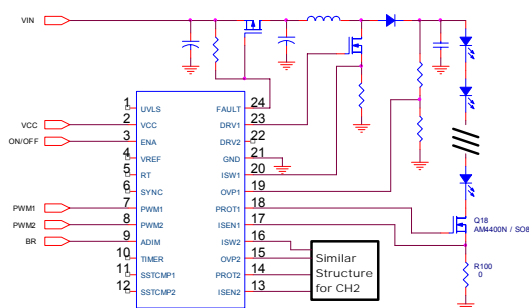 VIN
1 UVLS FAULT 24
VCC 2 VCC DRV1 23
ON/OFF 3 ENA DRV2 22
4 VREF GND 21
5 RT ISW1 20
6 SYNC OVP1 19
PWM1 7 PWM1 PROT1 18
PWM2 8 PWM2 ISEN1 17
BR 9 ADIM ISW2 16
10 TIMER OVP2 15
11 SSTCMP1 PROT2 14
12 SSTCMP2 ISEN2 13
Similar
Structure
for CH2
Q18
AM4400N / SO8
R100
0